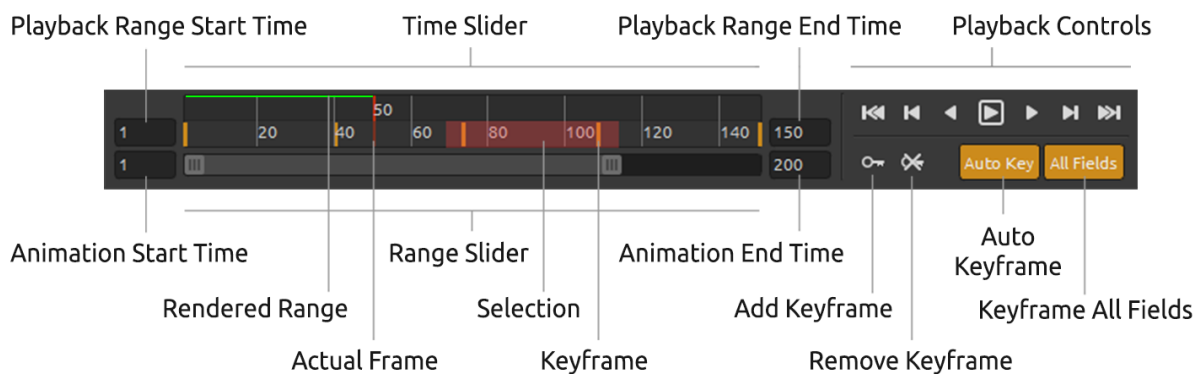 Playback Range Start Time Time Slider Playback Range End Time Playback Controls
50
1 20 40 60 80 100 120 140 150
1 200 Auto Key All Fields
Animation Start Time Range Slider Animation End Time Auto
Keyframe
Rendered Range Selection Add Keyframe Keyframe All Fields
Actual Frame Keyframe Remove Keyframe